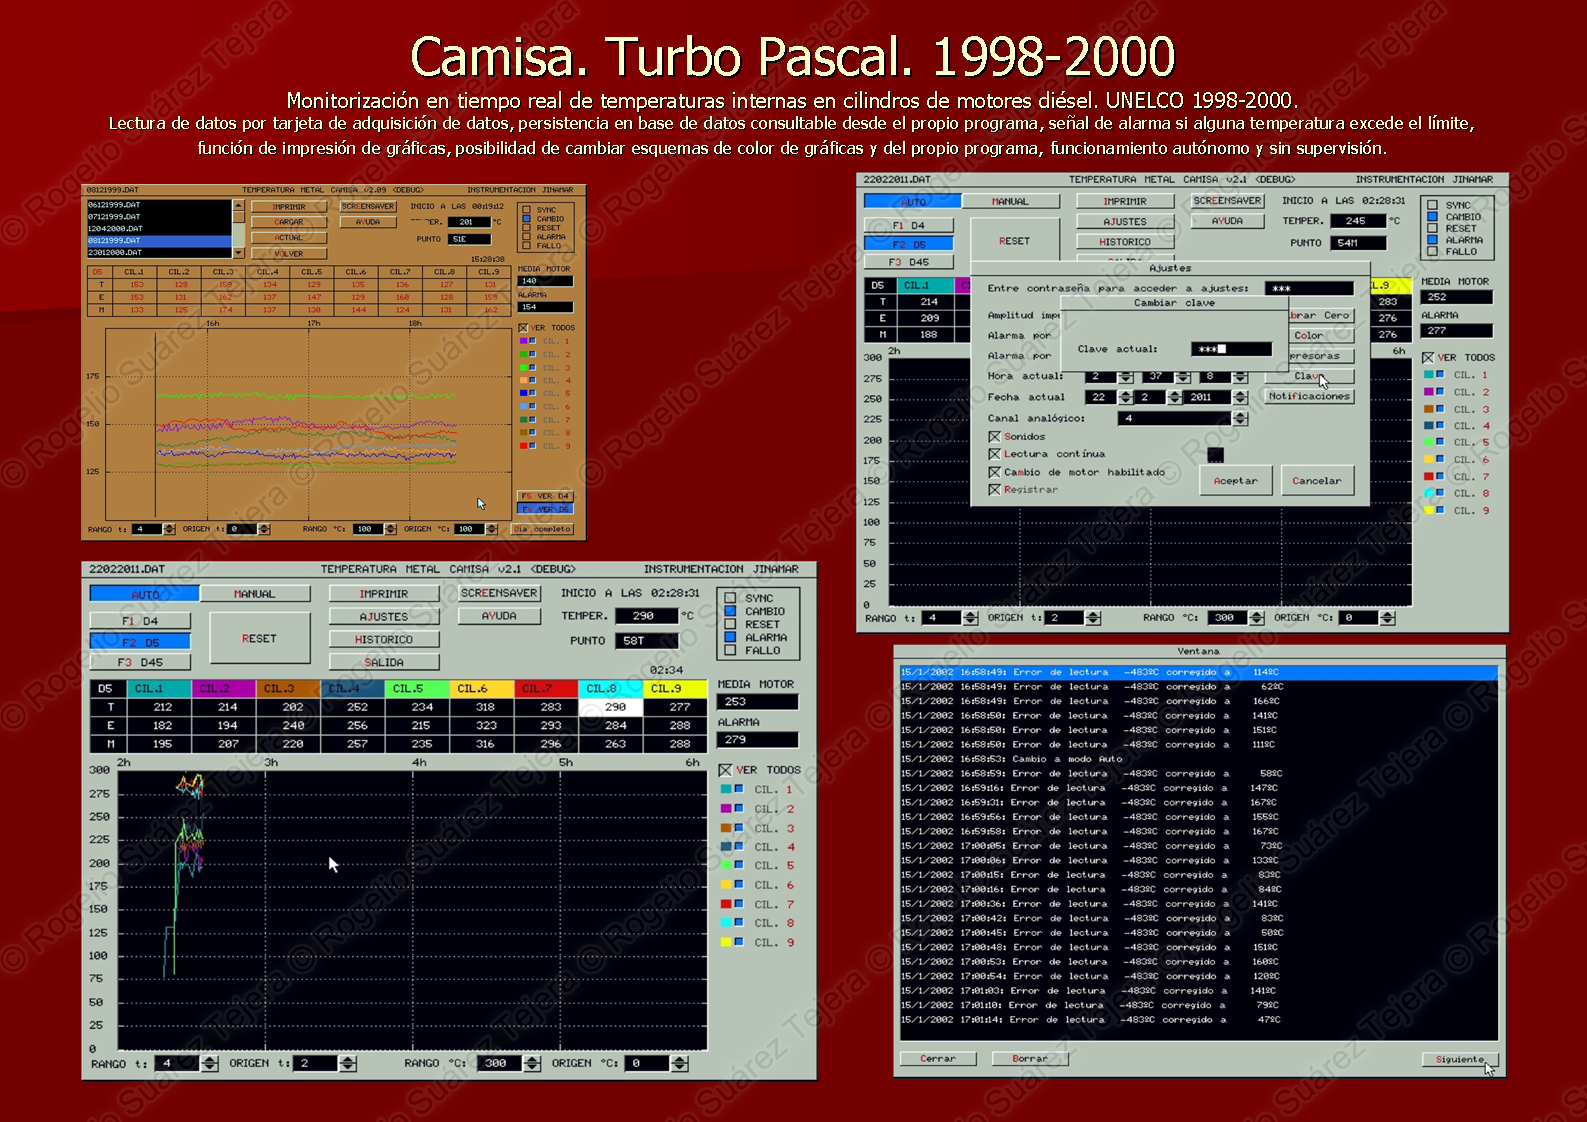 Camisa. Turbo Pascal. 1998-2000
Monitorización en tiempo real de temperaturas internas en cilindros de motores diésel. UNELCO 1998-2000.
Lectura de datos por tarjeta de adquisición de datos, persistencia en base de datos consultable desde el propio programa, señal de alarma si alguna temperatura excede el límite,
función de impresión de gráficas, posibilidad de cambiar esquemas de color de gráficas y del propio programa, funcionamiento autónomo y sin supervisión.
08121999.DAT TEMPERATURA METAL CAMISA v2.09 <DEBUG> INSTRUMENTACION JINAMAR
06121999.DAT
07121999.DAT
12042000.DAT
08121999.DAT
23012000.DAT
IMPRIMIR SCREENSAVER INICIO A LAS 00:19:12
CARGAR AYUDA PER. 201 ºC
ACTUAL PUNTO 51E
VOLVER 15:28:38
SYNC
CAMBIO
RESET
ALARMA
FALLO
D5 CIL.1 CIL.2 CIL.3 CIL.4 CIL.5 CIL.6 CIL.7 CIL.8 CIL.9
T 153 128 159 134 129 135 136 127 131
E 153 131 162 137 147 129 160 128 159
M 133 125 174 137 130 144 124 131 162
MEDIA MOTOR
140
ALARMA
154
16h 17h 18h
175
150
125
VER TODOS
CIL. 1
CIL. 2
CIL. 3
CIL. 4
CIL. 5
CIL. 6
CIL. 7
CIL. 8
CIL. 9
F5 VER D4
F6 VER D5
RANGO t: 4 ORIGEN t: 0 RANGO ºC: 100 ORIGEN ºC: 100 Día completo
22022011.DAT TEMPERATURA METAL CAMISA v2.1 <DEBUG> INSTRUMENTACION JINAMAR
AUTO MANUAL IMPRIMIR SCREENSAVER INICIO A LAS 02:28:31
F1 D4 AJUSTES AYUDA TEMPER. 245 ºC
F2 D5 RESET HISTORICO PUNTO 54M
F3 D45
SYNC
CAMBIO
RESET
ALARMA
FALLO
D5 CIL.1
T 214 283
E 209 276
M 188 276
MEDIA MOTOR
252
ALARMA
277
Ajustes
Entre contraseña para acceder a ajustes: ***
Cambiar clave
Clave actual: ***
Amplitud
Alarma por
Alarma por
brar Cero
Color
presoras
Hora actual: 2 37 8
Fecha actual 22 2 2011 Notificaciones
Canal analógico: 4
Sonidos
Lectura contínua
Cambio de motor habilitado
Registrar
Aceptar Cancelar
2h 6h
300
275
250
225
200
175
150
125
100
75
50
25
0
VER TODOS
CIL. 1
CIL. 2
CIL. 3
CIL. 4
CIL. 5
CIL. 6
CIL. 7
CIL. 8
CIL. 9
RANGO t: 4 ORIGEN t: 2 RANGO ºC: 300 ORIGEN ºC: 0
22022011.DAT TEMPERATURA METAL CAMISA v2.1 <DEBUG> INSTRUMENTACION JINAMAR
AUTO MANUAL IMPRIMIR SCREENSAVER INICIO A LAS 02:28:31
F1 D4 AJUSTES AYUDA TEMPER. 290 ºC
F2 D5 RESET HISTORICO PUNTO 58T
F3 D45 SALIDA 02:34
SYNC
CAMBIO
RESET
ALARMA
FALLO
D5 CIL.1 CIL.2 CIL.3 CIL.4 CIL.5 CIL.6 CIL.7 CIL.8 CIL.9
T 212 214 202 252 234 318 283 290 277
E 182 194 240 256 215 323 293 284 288
M 195 207 220 257 235 316 296 263 288
MEDIA MOTOR
253
ALARMA
279
2h 3h 4h 5h 6h
300
275
250
225
200
175
150
125
100
75
50
25
0
VER TODOS
CIL. 1
CIL. 2
CIL. 3
CIL. 4
CIL. 5
CIL. 6
CIL. 7
CIL. 8
CIL. 9
RANGO t: 4 ORIGEN t: 2 RANGO ºC: 300 ORIGEN ºC: 0
Ventana
15/1/2002 16:58:49: Error de lectura -483ºC corregido a 114ºC
15/1/2002 16:58:49: Error de lectura -483ºC corregido a 62ºC
15/1/2002 16:58:49: Error de lectura -483ºC corregido a 166ºC
15/1/2002 16:58:50: Error de lectura -483ºC corregido a 141ºC
15/1/2002 16:58:50: Error de lectura -483ºC corregido a 151ºC
15/1/2002 16:58:50: Error de lectura -483ºC corregido a 111ºC
15/1/2002 16:58:53: Cambio a modo Auto
15/1/2002 16:58:59: Error de lectura -483ºC corregido a 58ºC
15/1/2002 16:59:16: Error de lectura -483ºC corregido a 147ºC
15/1/2002 16:59:31: Error de lectura -483ºC corregido a 167ºC
15/1/2002 16:59:56: Error de lectura -483ºC corregido a 155ºC
15/1/2002 16:59:58: Error de lectura -483ºC corregido a 167ºC
15/1/2002 17:00:05: Error de lectura -483ºC corregido a 73ºC
15/1/2002 17:00:06: Error de lectura -483ºC corregido a 133ºC
15/1/2002 17:00:15: Error de lectura -483ºC corregido a 83ºC
15/1/2002 17:00:16: Error de lectura -483ºC corregido a 84ºC
15/1/2002 17:00:36: Error de lectura -483ºC corregido a 141ºC
15/1/2002 17:00:42: Error de lectura -483ºC corregido a 83ºC
15/1/2002 17:00:45: Error de lectura -483ºC corregido a 50ºC
15/1/2002 17:00:48: Error de lectura -483ºC corregido a 151ºC
15/1/2002 17:00:53: Error de lectura -483ºC corregido a 160ºC
15/1/2002 17:00:54: Error de lectura -483ºC corregido a 120ºC
15/1/2002 17:01:03: Error de lectura -483ºC corregido a 141ºC
15/1/2002 17:01:10: Error de lectura -483ºC corregido a 79ºC
15/1/2002 17:01:14: Error de lectura -483ºC corregido a 47ºC
Cerrar Borrar Siguiente
© Rogelio Suárez Tejera